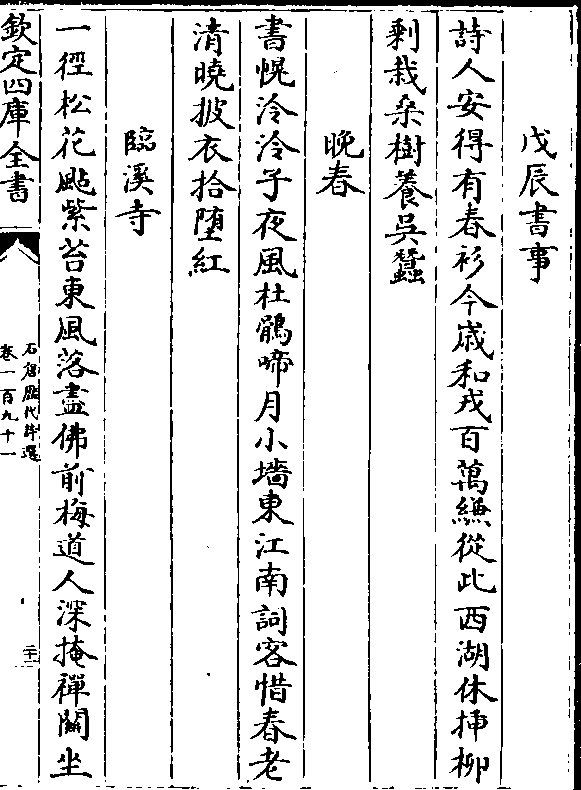 戊辰書事
詩人安得有春衫今歲和戎百萬縑從此西湖休揷柳
剩栽桑樹養吳蠶
晚春
書幌泠泠子夜風杜鵑啼月小墻東江南詞客惜春老
清曉披衣拾墮紅
臨溪寺
一徑松花颭紫苔東風落盡佛前梅道人深掩禪關坐
欽定四庫全書
石倉歴代詩選
卷一百九十一